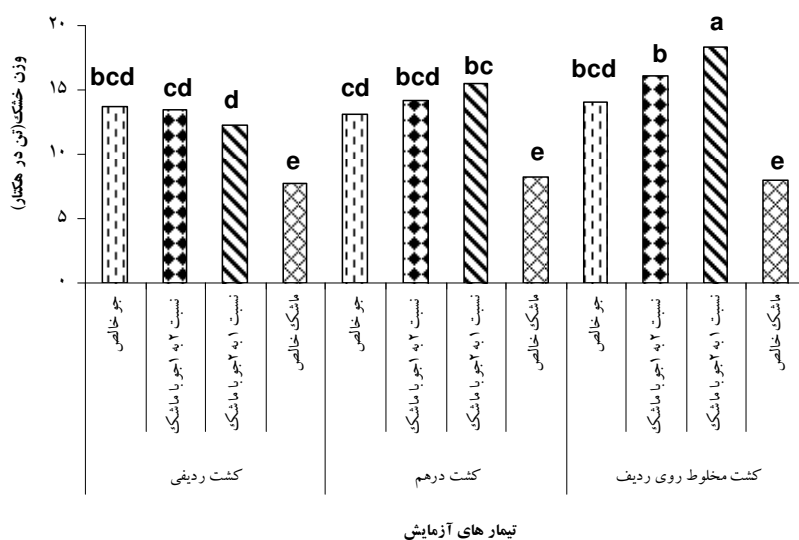 وزن خشک(تن در هکتار)
۲۰
۱۵
۱۰
۵
۰
bcd
cd
d
e
cd
bcd
bc
e
bcd
b
a
e
جو خالص
نسبت ۲ به ۱جو با ماشک
نسبت ۱ به ۲جو با ماشک
ماشک خالص
جو خالص
نسبت ۲ به ۱جو با ماشک
نسبت ۱ به ۲جو با ماشک
ماشک خالص
جو خالص
نسبت ۲ به ۱جو با ماشک
نسبت ۱ به ۲جو با ماشک
ماشک خالص
کشت ردیفی
کشت درهم
کشت مخلوط روی ردیف
تیمار های آزمایش